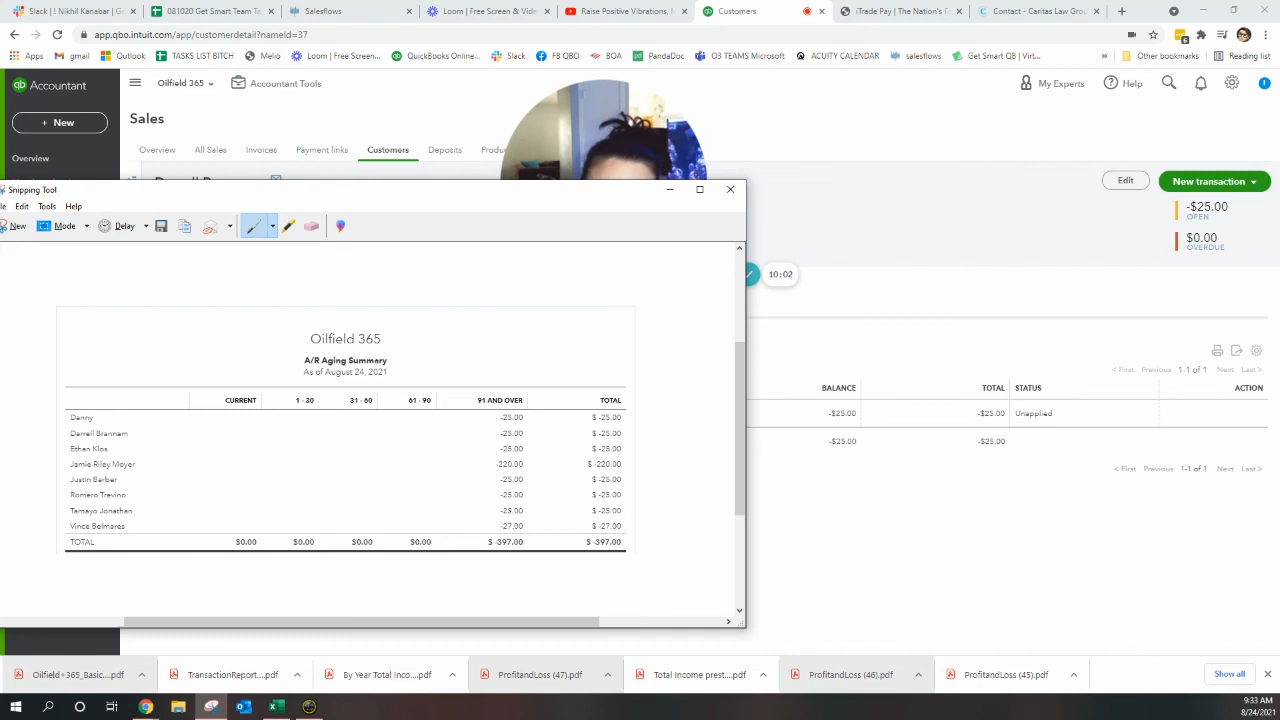 Slack | ! Nikhil Kanabar | G
081020 Get Smart Team Ta
Salesflows
Loom | Free Screen & Vide
Raise Positive Vibrations,
Customers
iTrade Pay | The Nation's F
Contact - Caritas Law Grou
app.qbo.intuit.com/app/customerdetail?nameId=37
Apps
gmail
Outlook
TASKS LIST BITCH
Melio
Loom | Free Screen...
QuickBooks Online...
Slack
FB QBO
BOA
PandaDoc
O3 TEAMS MICROS...
ACUITY CALENDAR
salesflows
Get Smart QB | Virt...
Other bookmarks
Reading list
qb Accountant
Oilfield 365
Accountant Tools
My Experts
Help
+ New
Sales
Overview
Overview
All Sales
Invoices
Payment links
Customers
Deposits
Edit
New transaction
-$25.00
OPEN
$0.00
OVERDUE
Snipping Tool
Edit
Tools
Help
New
Mode
Delay
10:02
Oilfield 365
A/R Aging Summary
As of August 24, 2021
CURRENT 1 - 30 31 - 60 61 - 90 91 AND OVER TOTAL
Danny -25.00 $ -25.00
Darrell Brannam -25.00 $ -25.00
Ethan Klos -25.00 $ -25.00
Jamie Riley Moyer -220.00 $ -220.00
Justin Barber -25.00 $ -25.00
Romero Trevino -25.00 $ -25.00
Tamayo Jonathan -25.00 $ -25.00
Vince Belmares -27.00 $ -27.00
TOTAL $0.00 $0.00 $0.00 $0.00 $ -397.00 $ -397.00
< First Previous 1-1 of 1 Next Last >
BALANCE TOTAL STATUS ACTION
-$25.00 -$25.00 Unapplied
-$25.00 -$25.00
< First Previous 1-1 of 1 Next Last >
Oilfield+365_Basic....pdf
TransactionReport....pdf
By Year Total Inco....pdf
ProfitandLoss (47).pdf
Total Income prest....pdf
ProfitandLoss (46).pdf
ProfitandLoss (45).pdf
Show all
9:33 AM
8/24/2021